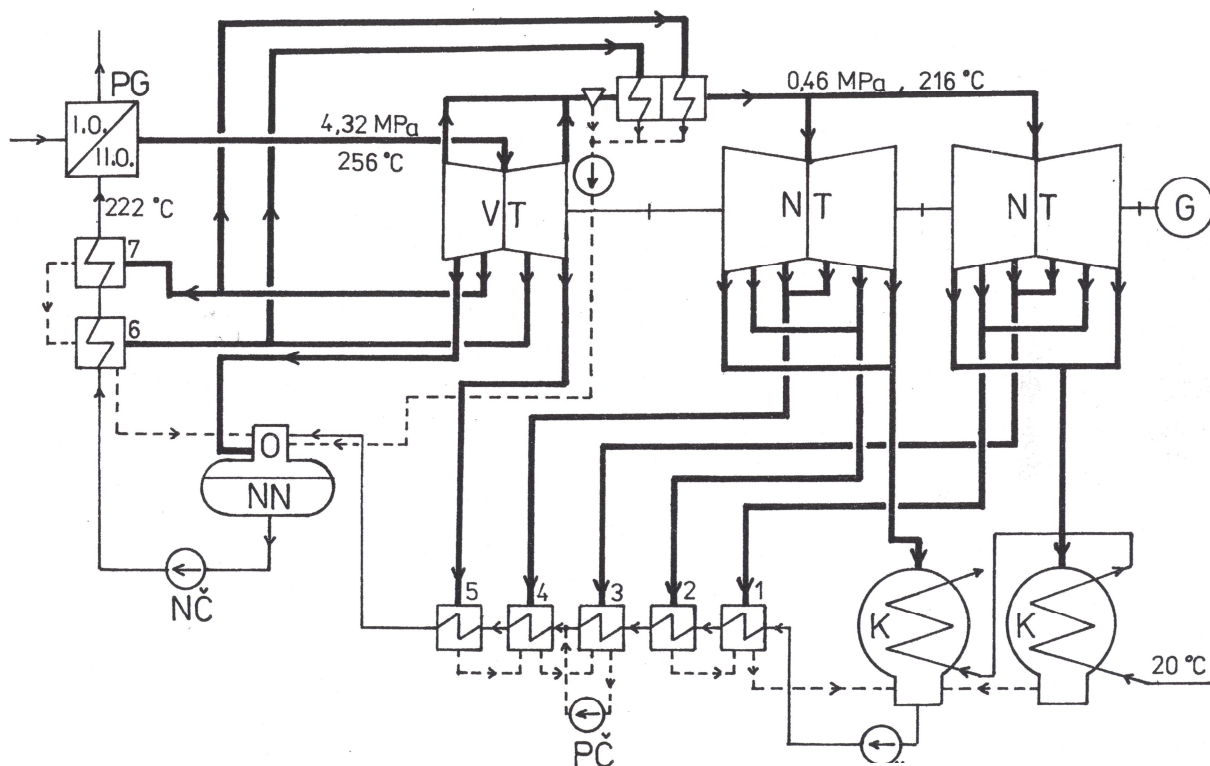 PG
I.O.
II.O.
4,32 MPa
256 °C
0,46 MPa , 216 °C
222 °C
7
6
VT
NT
NT
G
O
NN
NČ
5
4
3
2
1
PČ
K
K
20 °C